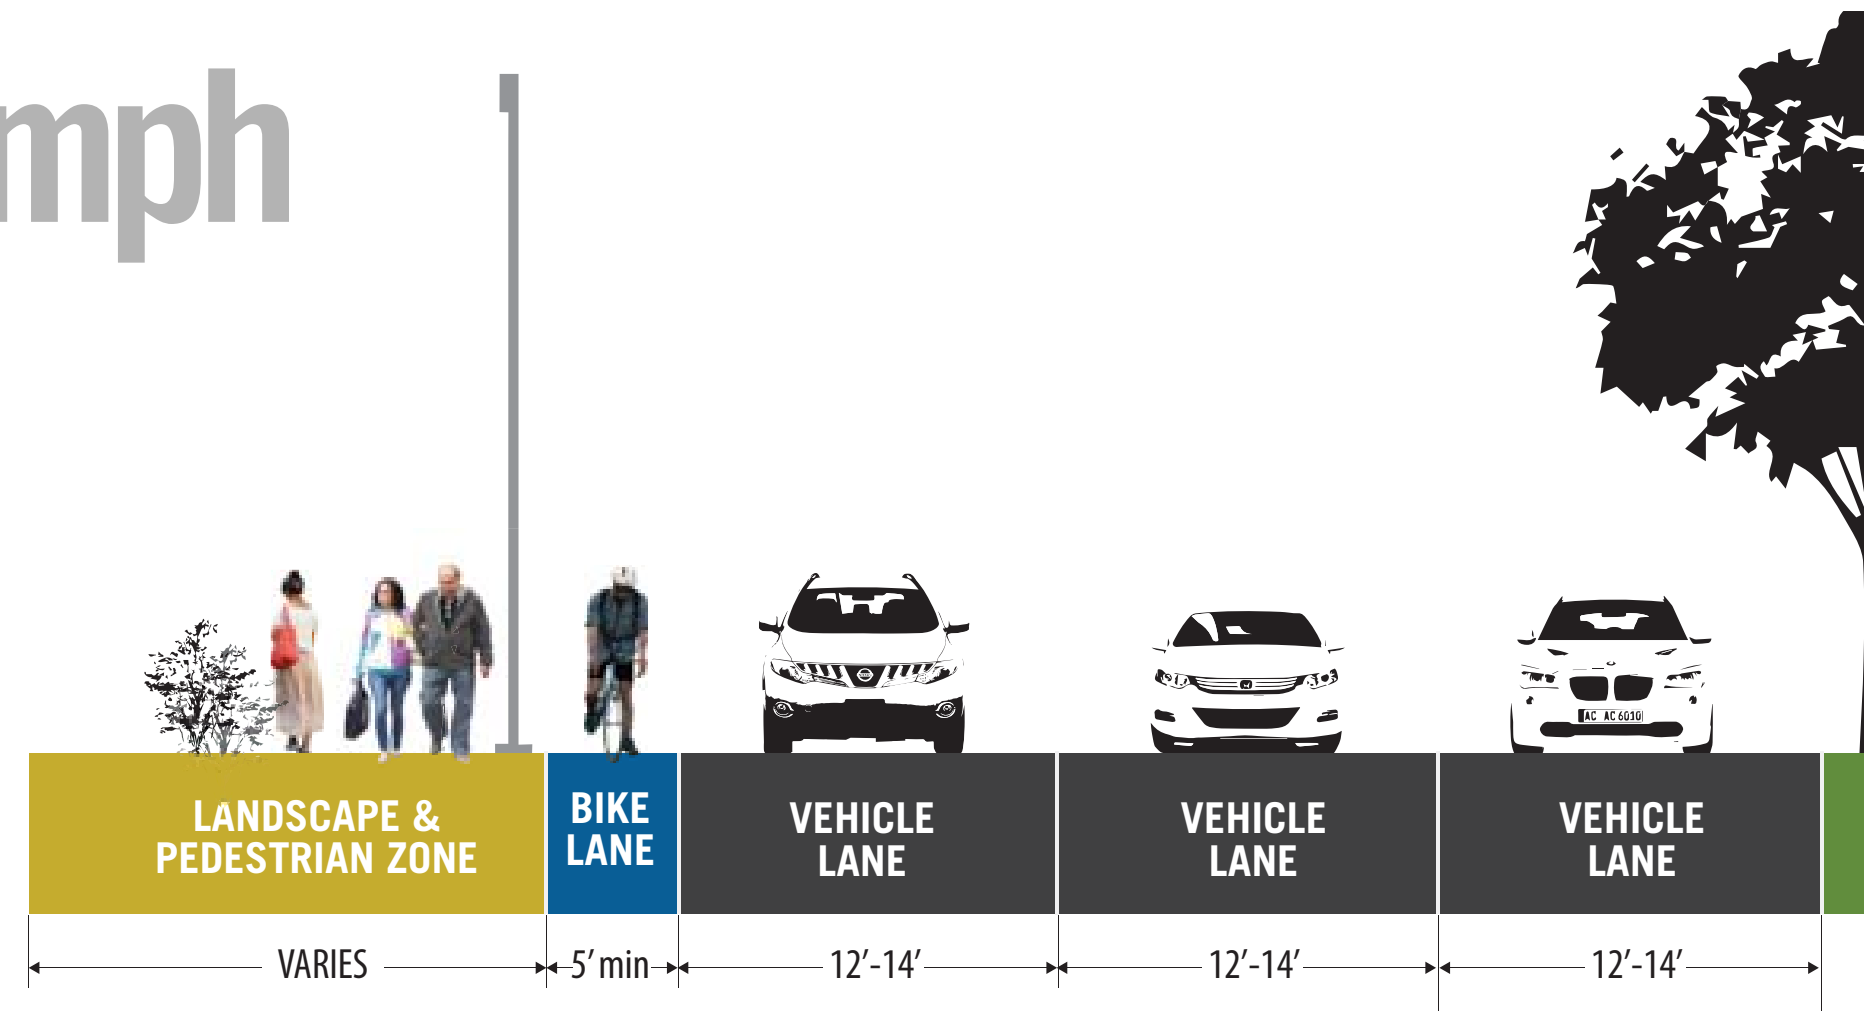 mph
AC AC 6010
LANDSCAPE &
PEDESTRIAN ZONE
BIKE
LANE
VEHICLE
LANE
VEHICLE
LANE
VEHICLE
LANE
VARIES
5’ min
12’-14’
12’-14’
12’-14’